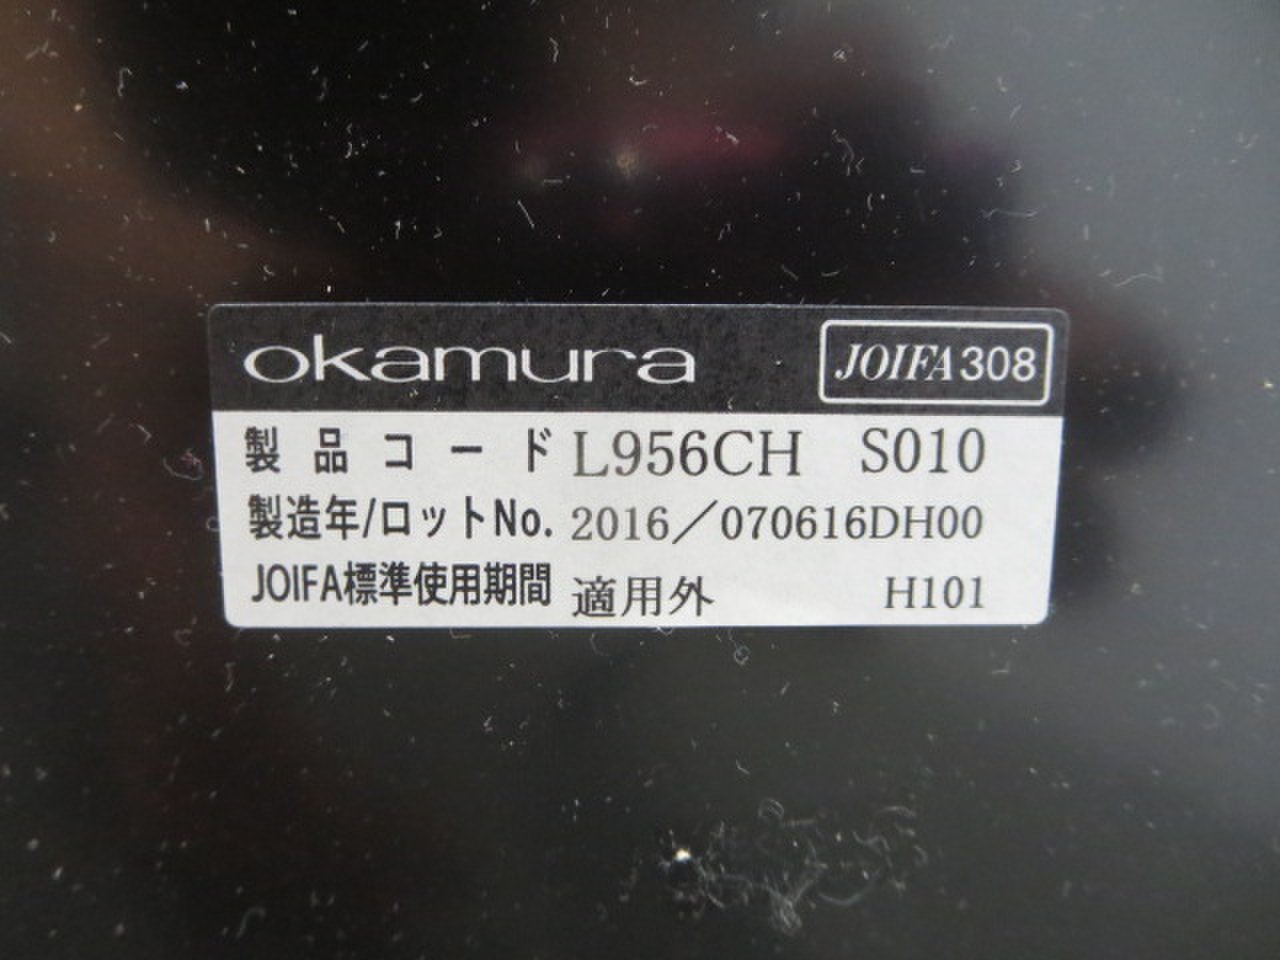 okamura JOIFA308
製品コード L956CH S010
製造年/ロットNo. 2016／070616DH00
JOIFA標準使用期間 適用外 H101